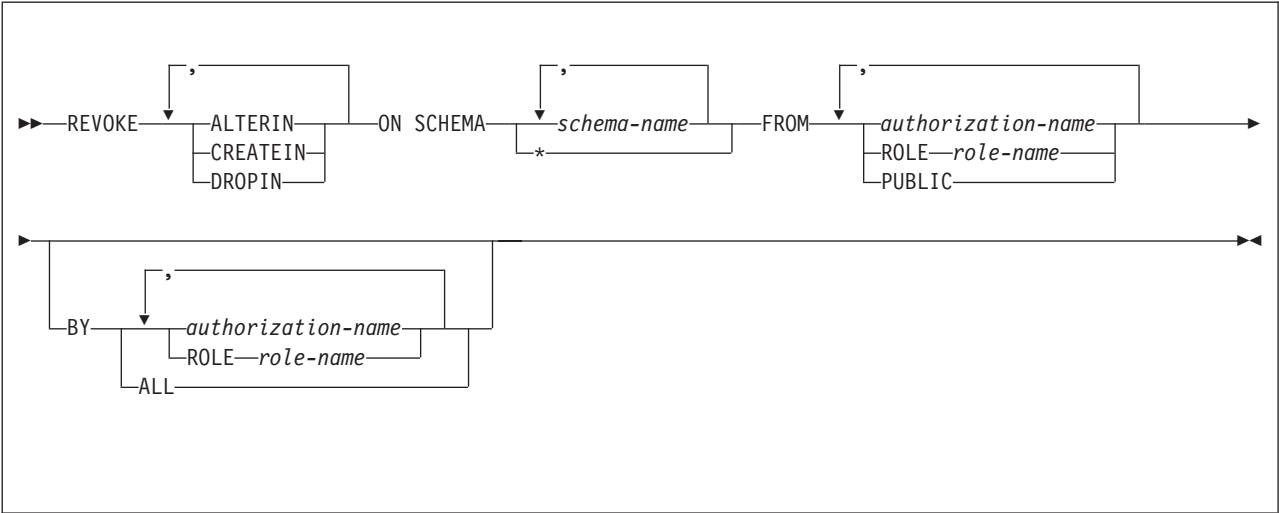 , , ,
REVOKE ALTERIN ON SCHEMA schema-name FROM authorization-name
CREATEIN * ROLE role-name
DROPIN PUBLIC
,
BY authorization-name
ROLE role-name
ALL